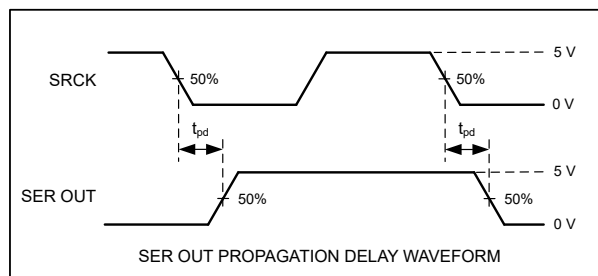 5 V
SRCK
50%
50%
0 V
tpd
tpd
5 V
SER OUT
50%
50%
0 V
SER OUT PROPAGATION DELAY WAVEFORM